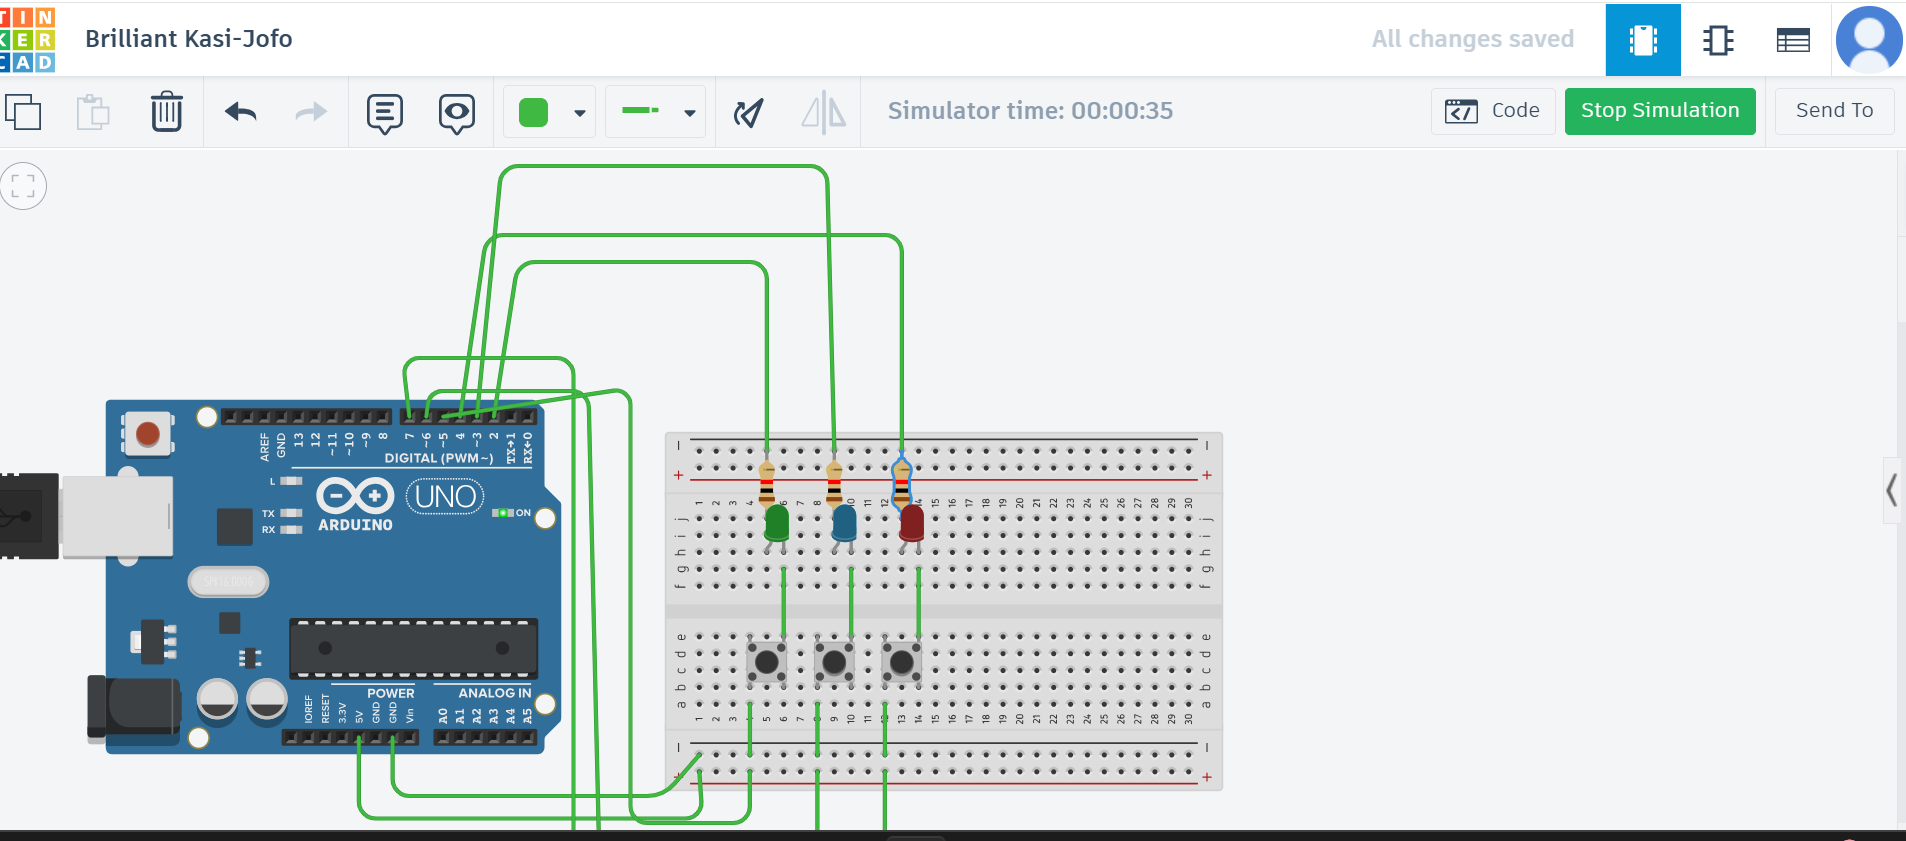 TIN
KER
CAD
Brilliant Kasi-Jofo
All changes saved
Simulator time: 00:00:35
Code
Stop Simulation
Send To
AREF
GND
13
12
~11
~10
~9
8
7
~6
~5
4
~3
2
TX→1
RX←0
DIGITAL (PWM~)
L
TX
RX
ARDUINO
UNO
ON
POWER
ANALOG IN
IOREF
RESET
3.3V
5V
GND
GND
Vin
A0
A1
A2
A3
A4
A5
1 2 3 4 6 7 8 10 11 12 14 15 16 17 18 19 20 21 22 23 24 25 26 27 28 29 30
j j
i i
h h
g g
f f
e e
d d
c c
b b
a a
1 2 3 4 5 6 7 8 9 10 11 12 13 14 15 16 17 18 19 20 21 22 23 24 25 26 27 28 29 30